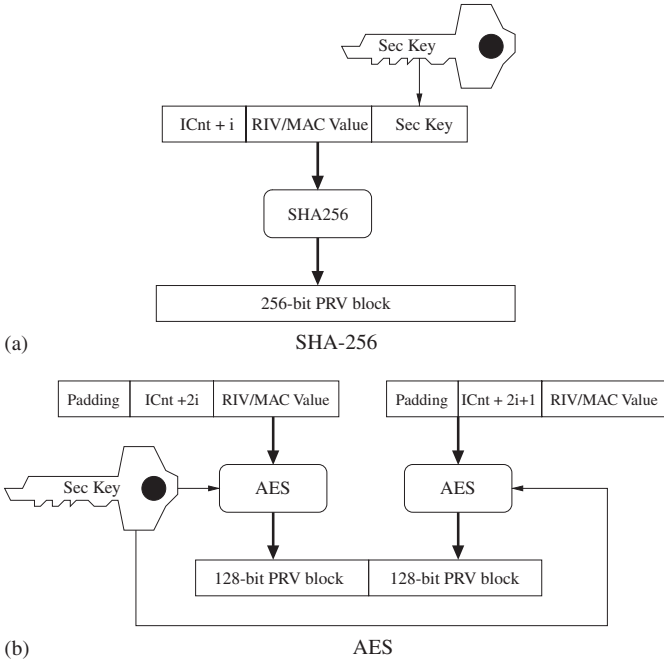 Sec Key
ICnt + i RIV/MAC Value Sec Key
SHA256
256-bit PRV block
(a) SHA-256
Padding ICnt +2i RIV/MAC Value Padding ICnt + 2i+1 RIV/MAC Value
Sec Key AES AES
128-bit PRV block 128-bit PRV block
(b) AES